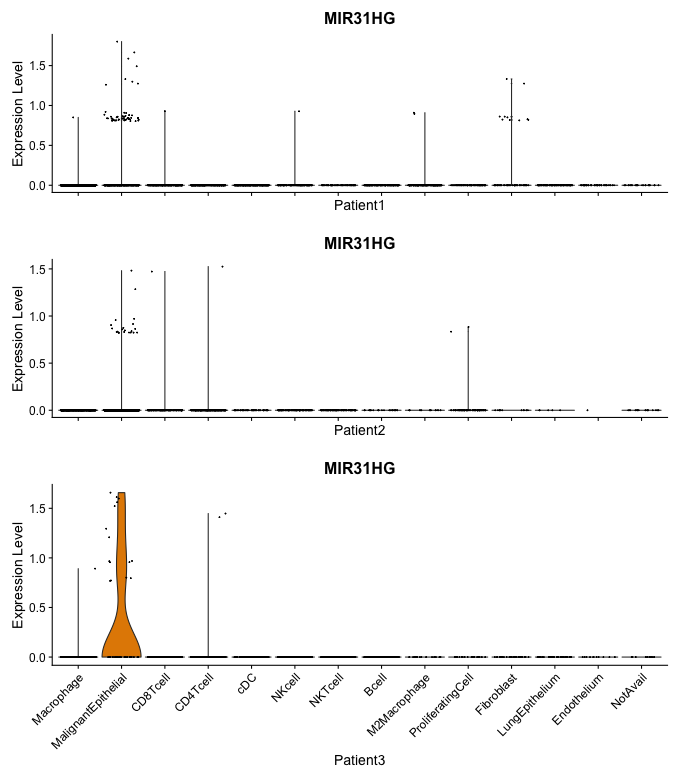 MIR31HG
Expression Level
1.5
1.0
0.5
0.0
Patient1
MIR31HG
Expression Level
1.5
1.0
0.5
0.0
Patient2
MIR31HG
Expression Level
1.5
1.0
0.5
0.0
Macrophage
MalignantEpithelial
CD8Tcell
CD4Tcell
cDC
NKcell
NKTcell
Bcell
M2Macrophage
ProliferatingCell
Fibroblast
LungEpithelium
Endothelium
NotAvail
Patient3